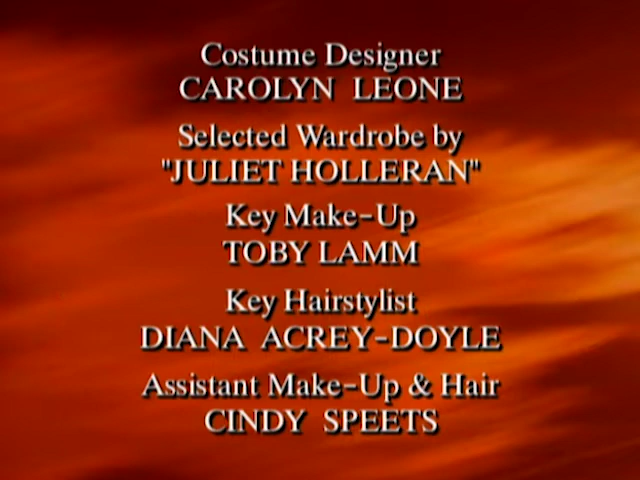 Costume Designer
CAROLYN LEONE
Selected Wardrobe by
"JULIET HOLLERAN"
Key Make-Up
TOBY LAMM
Key Hairstylist
DIANA ACREY-DOYLE
Assistant Make-Up & Hair
CINDY SPEETS